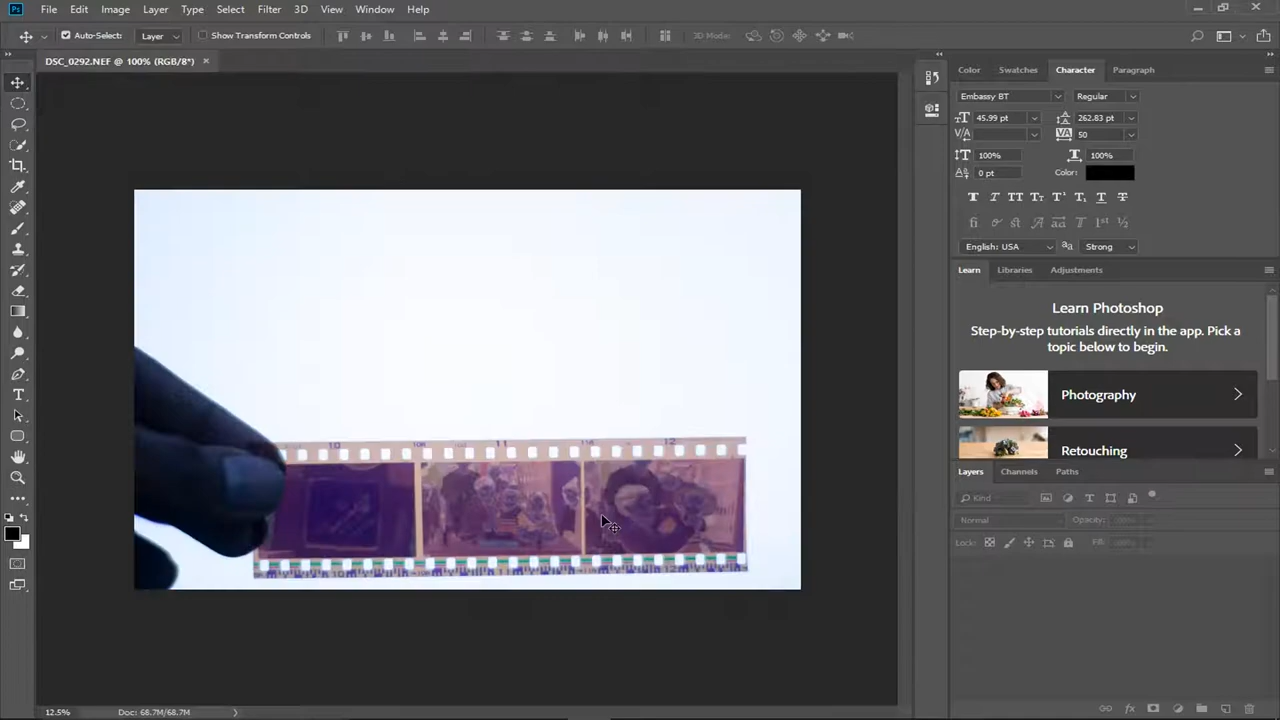 Ps File Edit Image Layer Type Select Filter 3D View Window Help
Auto-Select: Layer Show Transform Controls 3D Mode:
DSC_0292.NEF @ 100% (RGB/8*) ×
Color Swatches Character Paragraph
Embassy BT Regular
45.99 pt 262.83 pt
50
100% 100%
0 pt Color:
English: USA aa Strong
Learn Libraries Adjustments
Learn Photoshop
Step-by-step tutorials directly in the app. Pick a
topic below to begin.
Photography
Retouching
10 11 12
Layers Channels Paths
Kind
Normal Opacity:
Lock: Fill:
12.5% Doc: 68.7M/68.7M